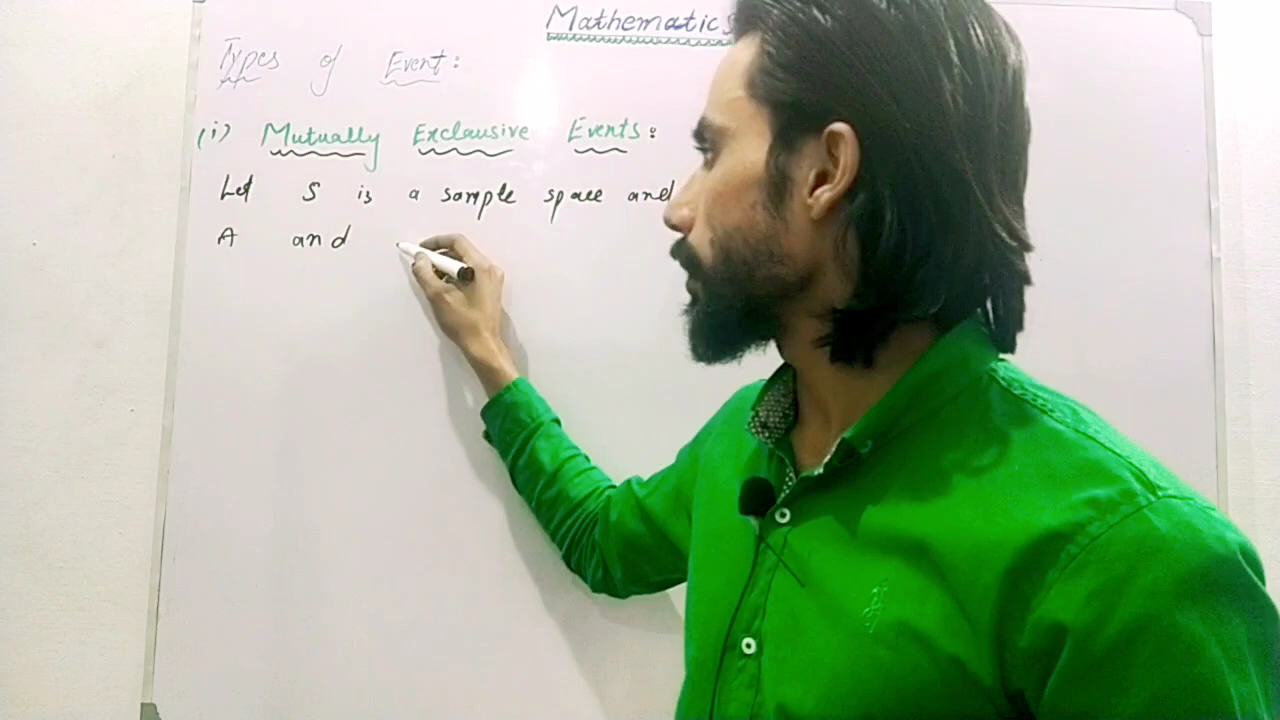 Mathematics
Types of Event:
(i) Mutually Exclausive Events:
Let S is a sample space and
A and